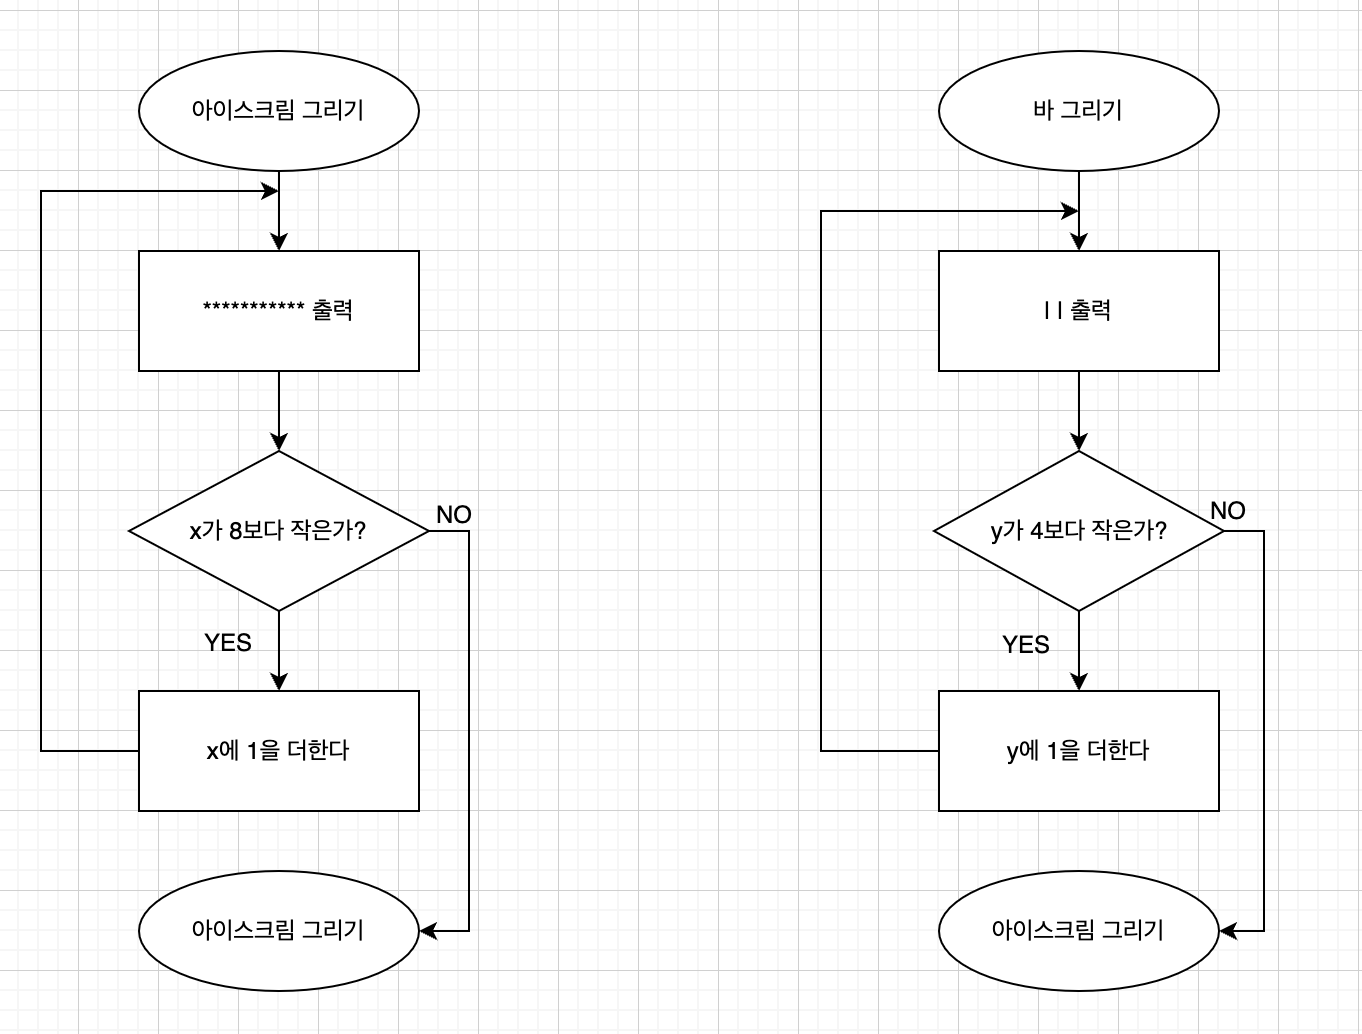 아이스크림 그리기
*********** 출력
x가 8보다 작은가?
NO
YES
x에 1을 더한다
아이스크림 그리기
바 그리기
| | 출력
y가 4보다 작은가?
NO
YES
y에 1을 더한다
아이스크림 그리기